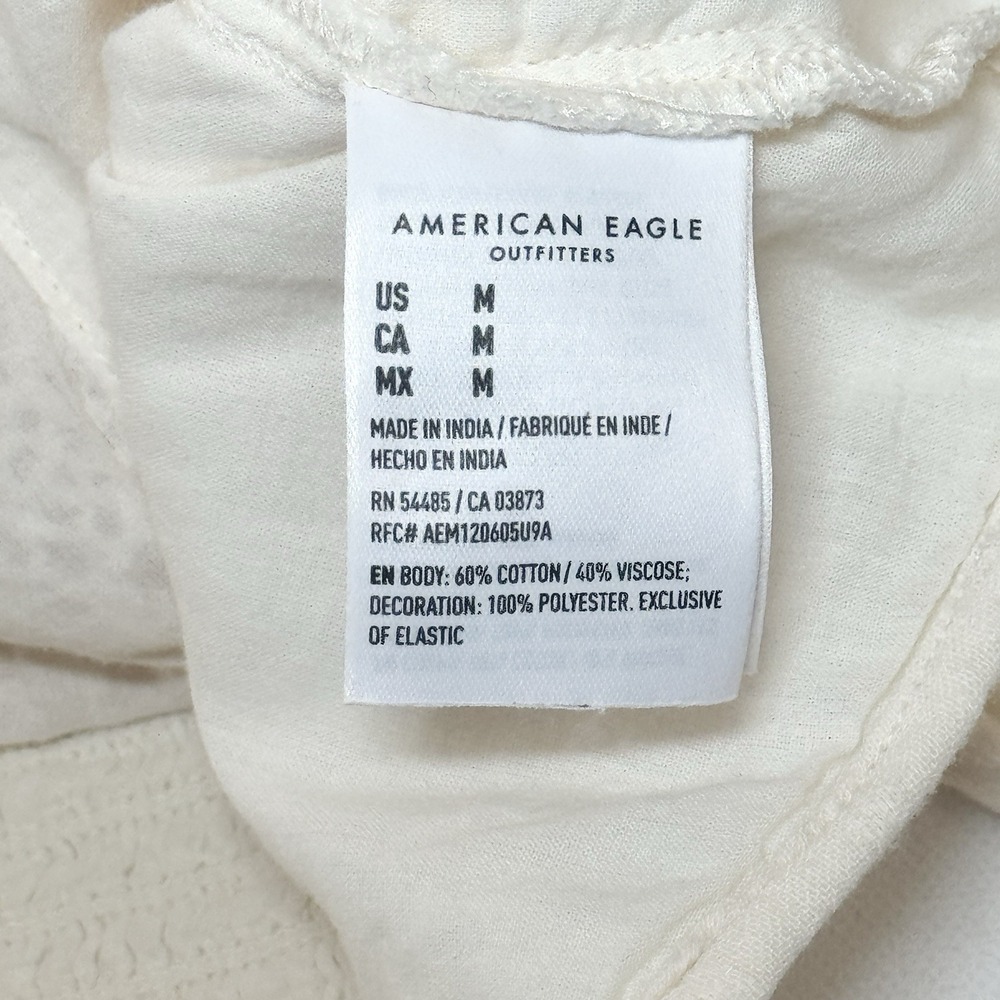 AMERICAN EAGLE
OUTFITTERS
US M
CA M
MX M
MADE IN INDIA / FABRIQUÉ EN INDE /
HECHO EN INDIA
RN 54485 / CA 03873
RFC# AEM120605U9A
EN BODY: 60% COTTON / 40% VISCOSE;
DECORATION: 100% POLYESTER. EXCLUSIVE
OF ELASTIC